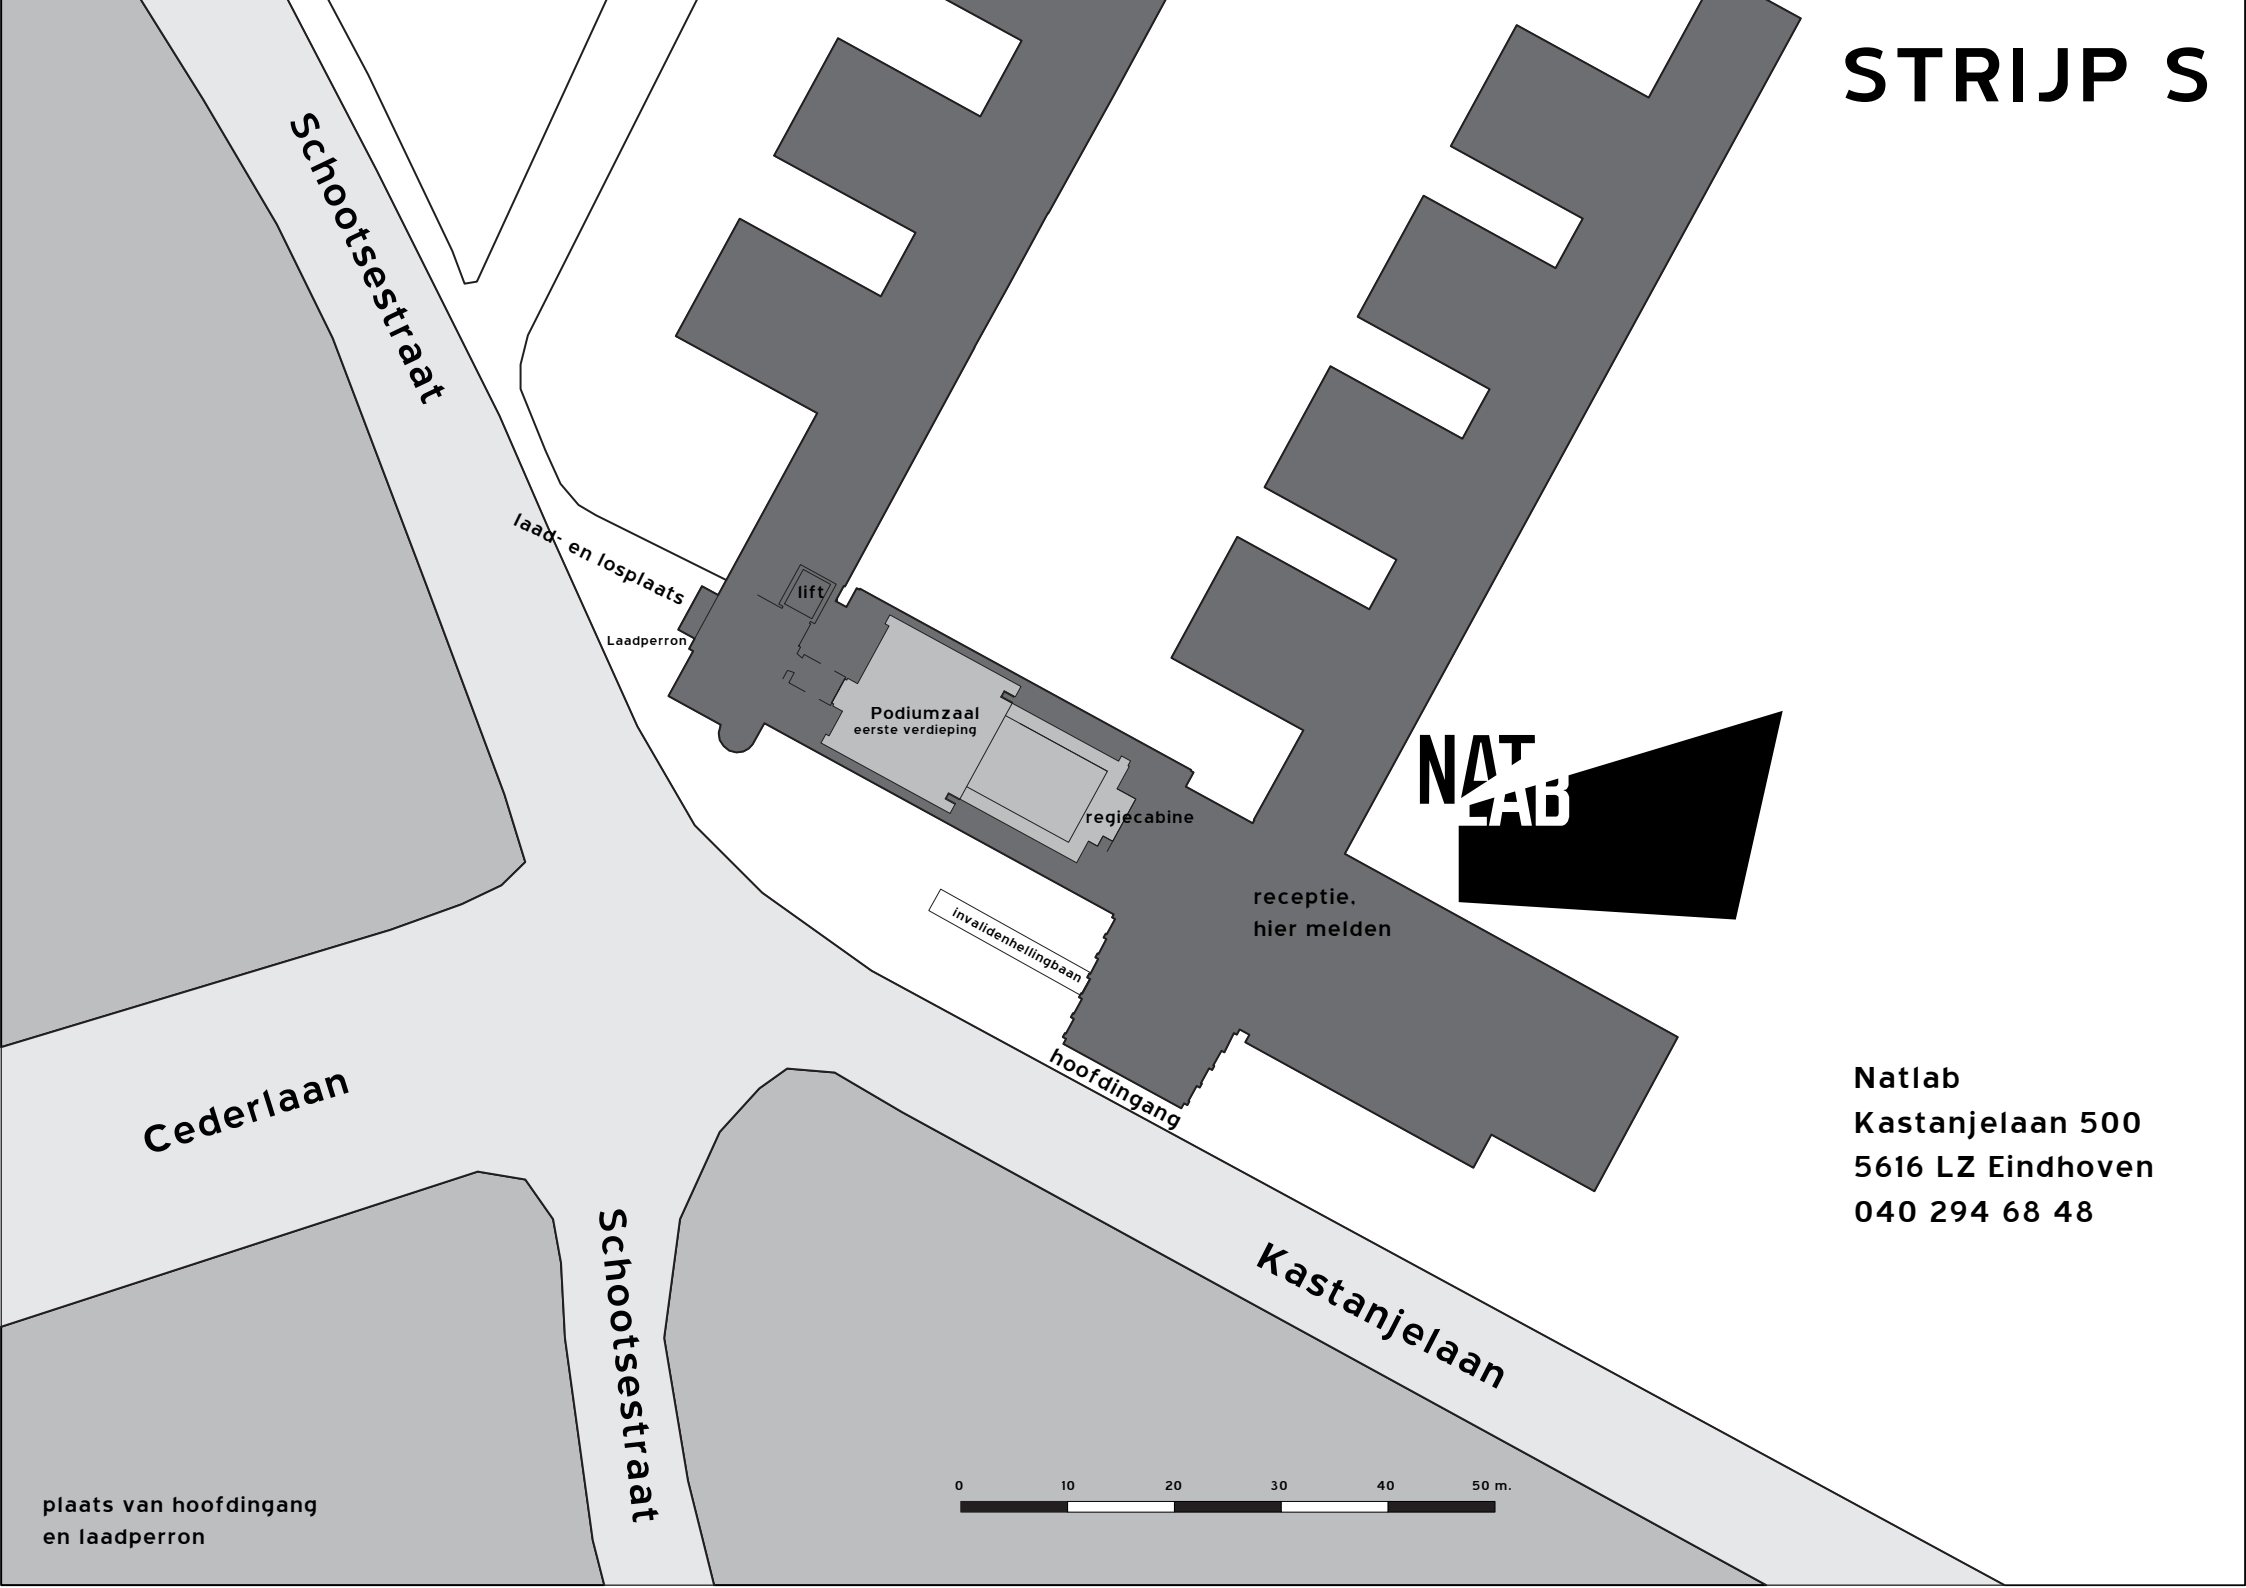 STRIJP S
Schootsestraat
laad- en losplaats
lift
Laadperron
Podiumzaal
eerste verdieping
regiecabine
NAT
LAB
receptie,
hier melden
invalidenhellingbaan
hoofdingang
Cederlaan
Natlab
Kastanjelaan 500
5616 LZ Eindhoven
040 294 68 48
Schootsestraat
Kastanjelaan
0 10 20 30 40 50 m.
plaats van hoofdingang
en laadperron